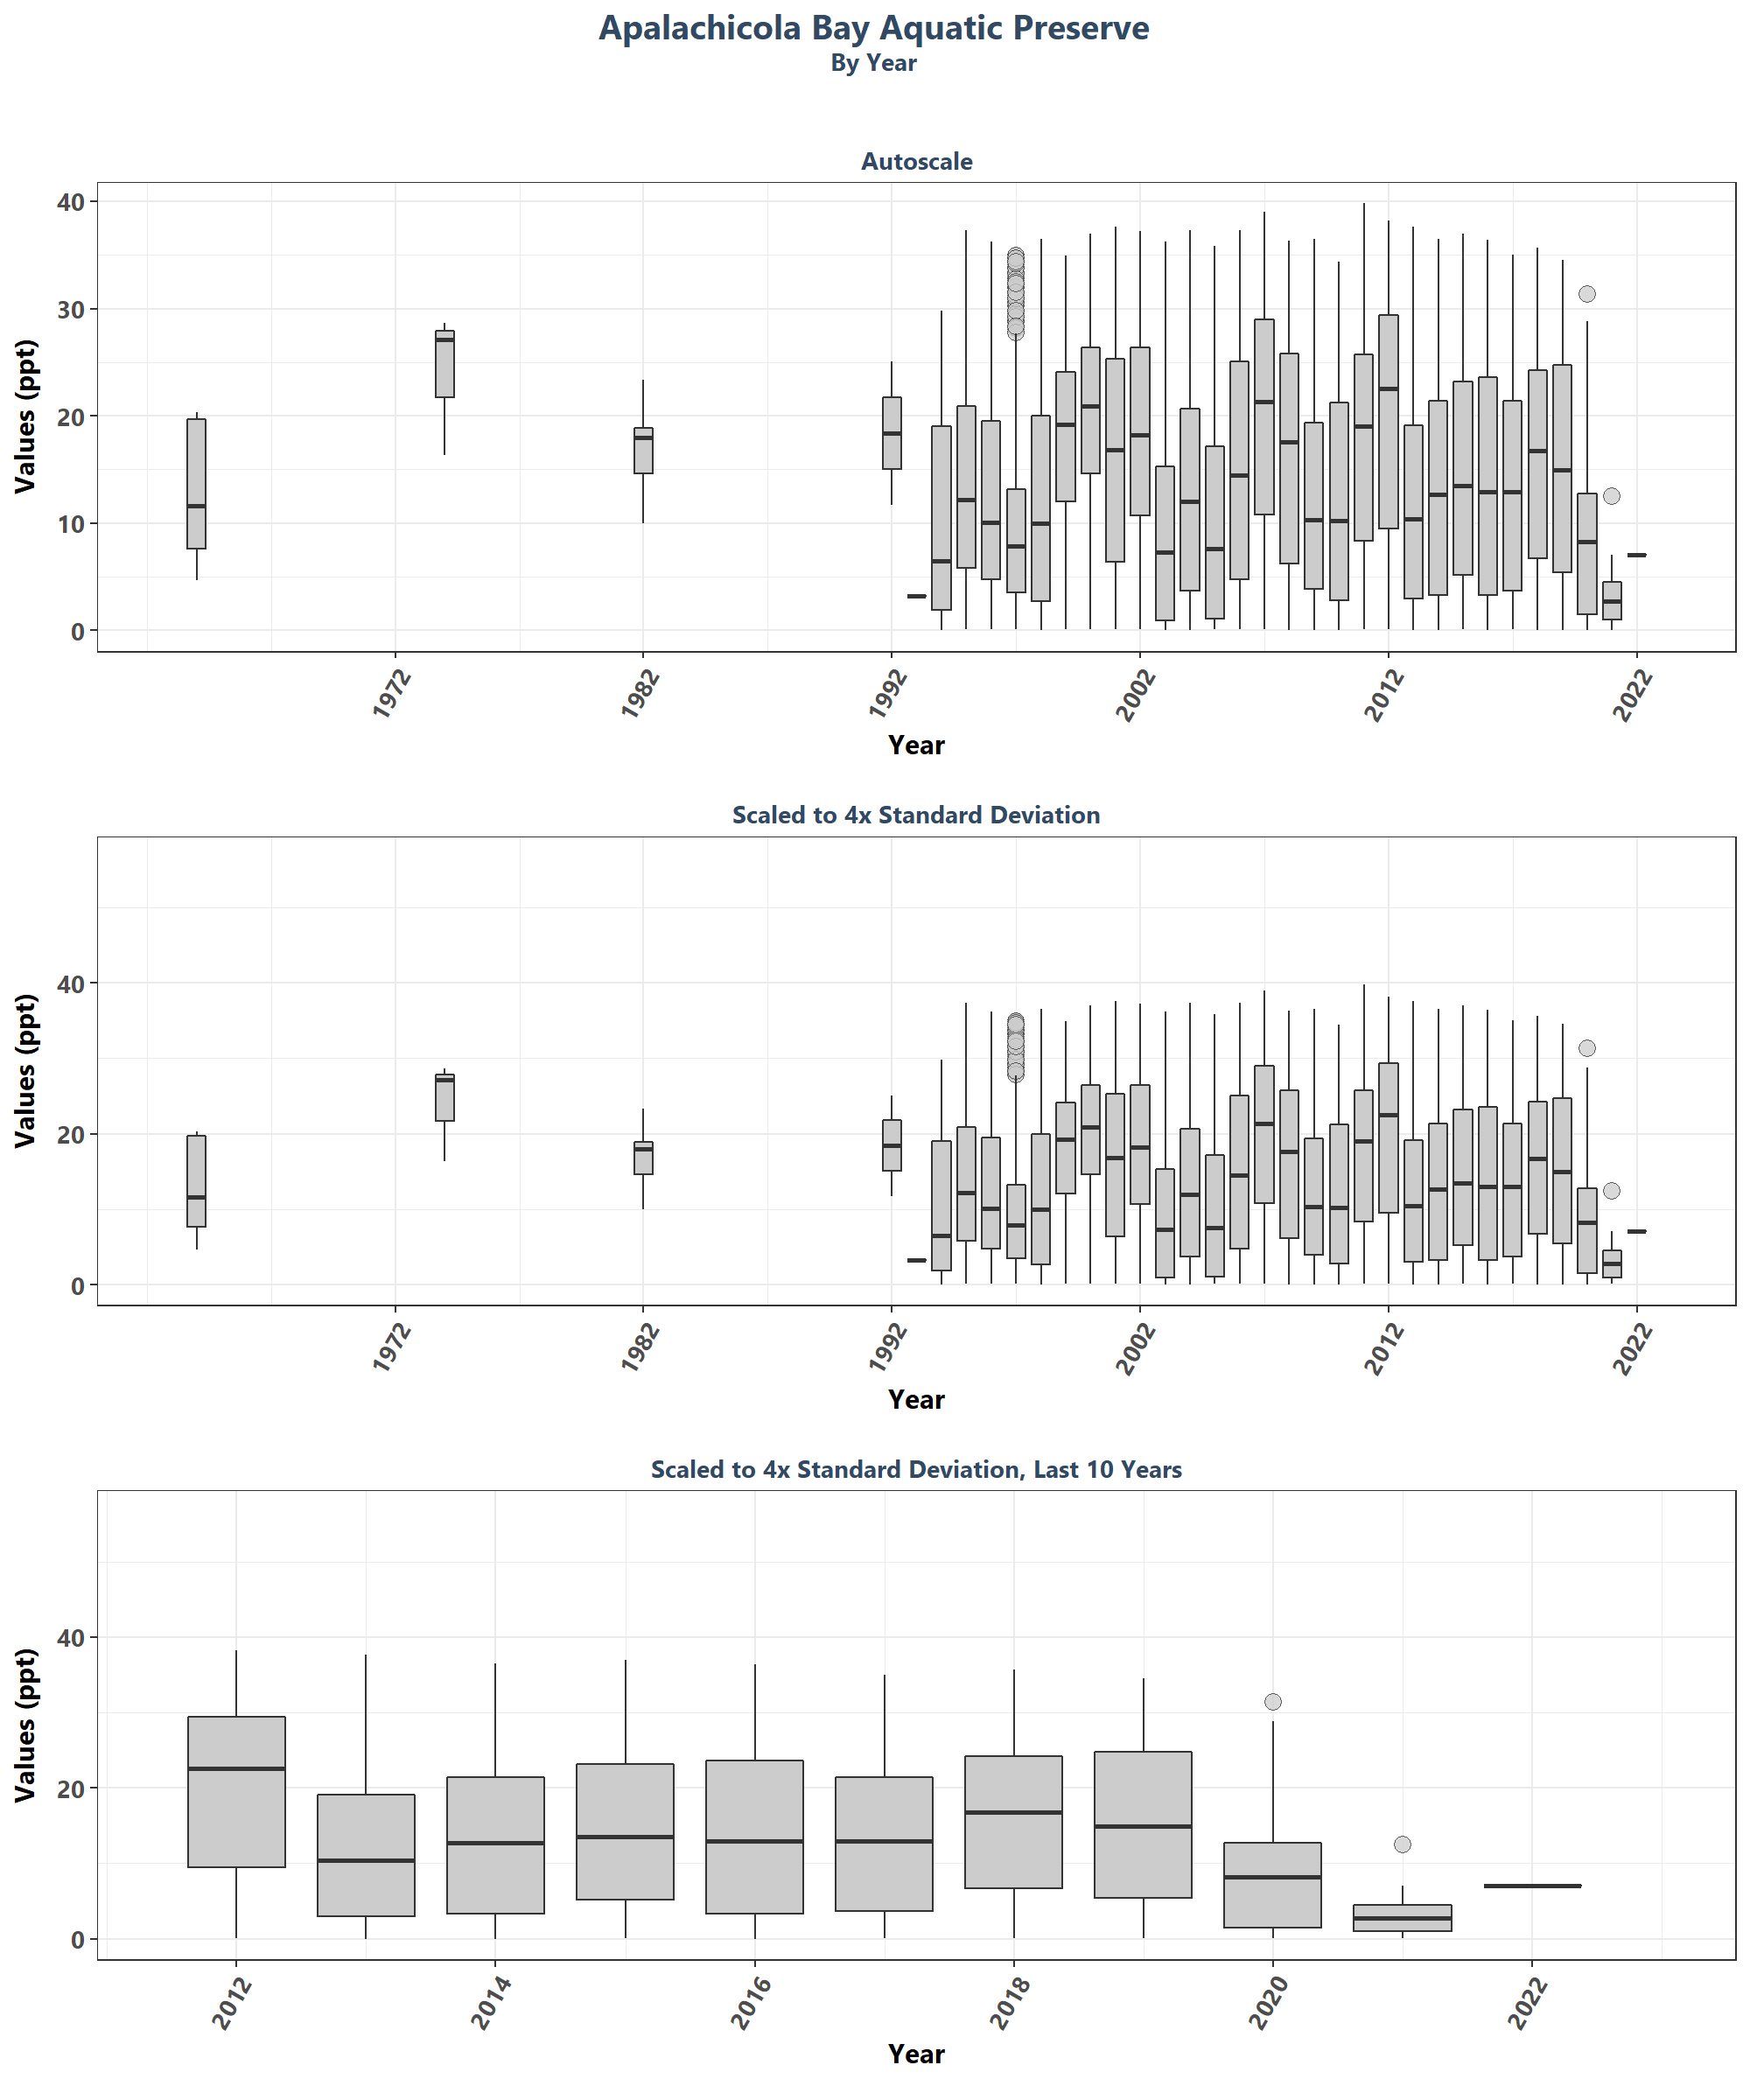 Apalachicola Bay Aquatic Preserve
By Year
Autoscale
Values (ppt)
40
30
20
10
0
1972 1982 1992 2002 2012 2022
Year
Scaled to 4x Standard Deviation
Values (ppt)
40
20
0
1972 1982 1992 2002 2012 2022
Year
Scaled to 4x Standard Deviation, Last 10 Years
Values (ppt)
40
20
0
2012 2014 2016 2018 2020 2022
Year